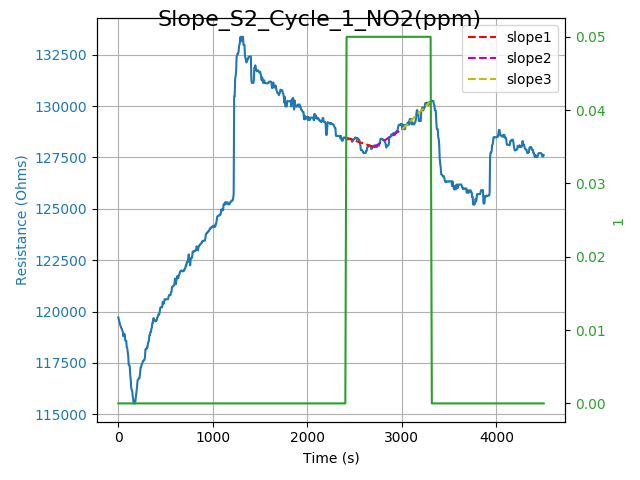 Slope_S2_Cycle_1_NO2(ppm)
slope1
slope2
slope3
Resistance (Ohms)
132500
130000
127500
125000
122500
120000
117500
115000
0.05
0.04
0.03
0.02
0.01
0.00
1
0 1000 2000 3000 4000
Time (s)